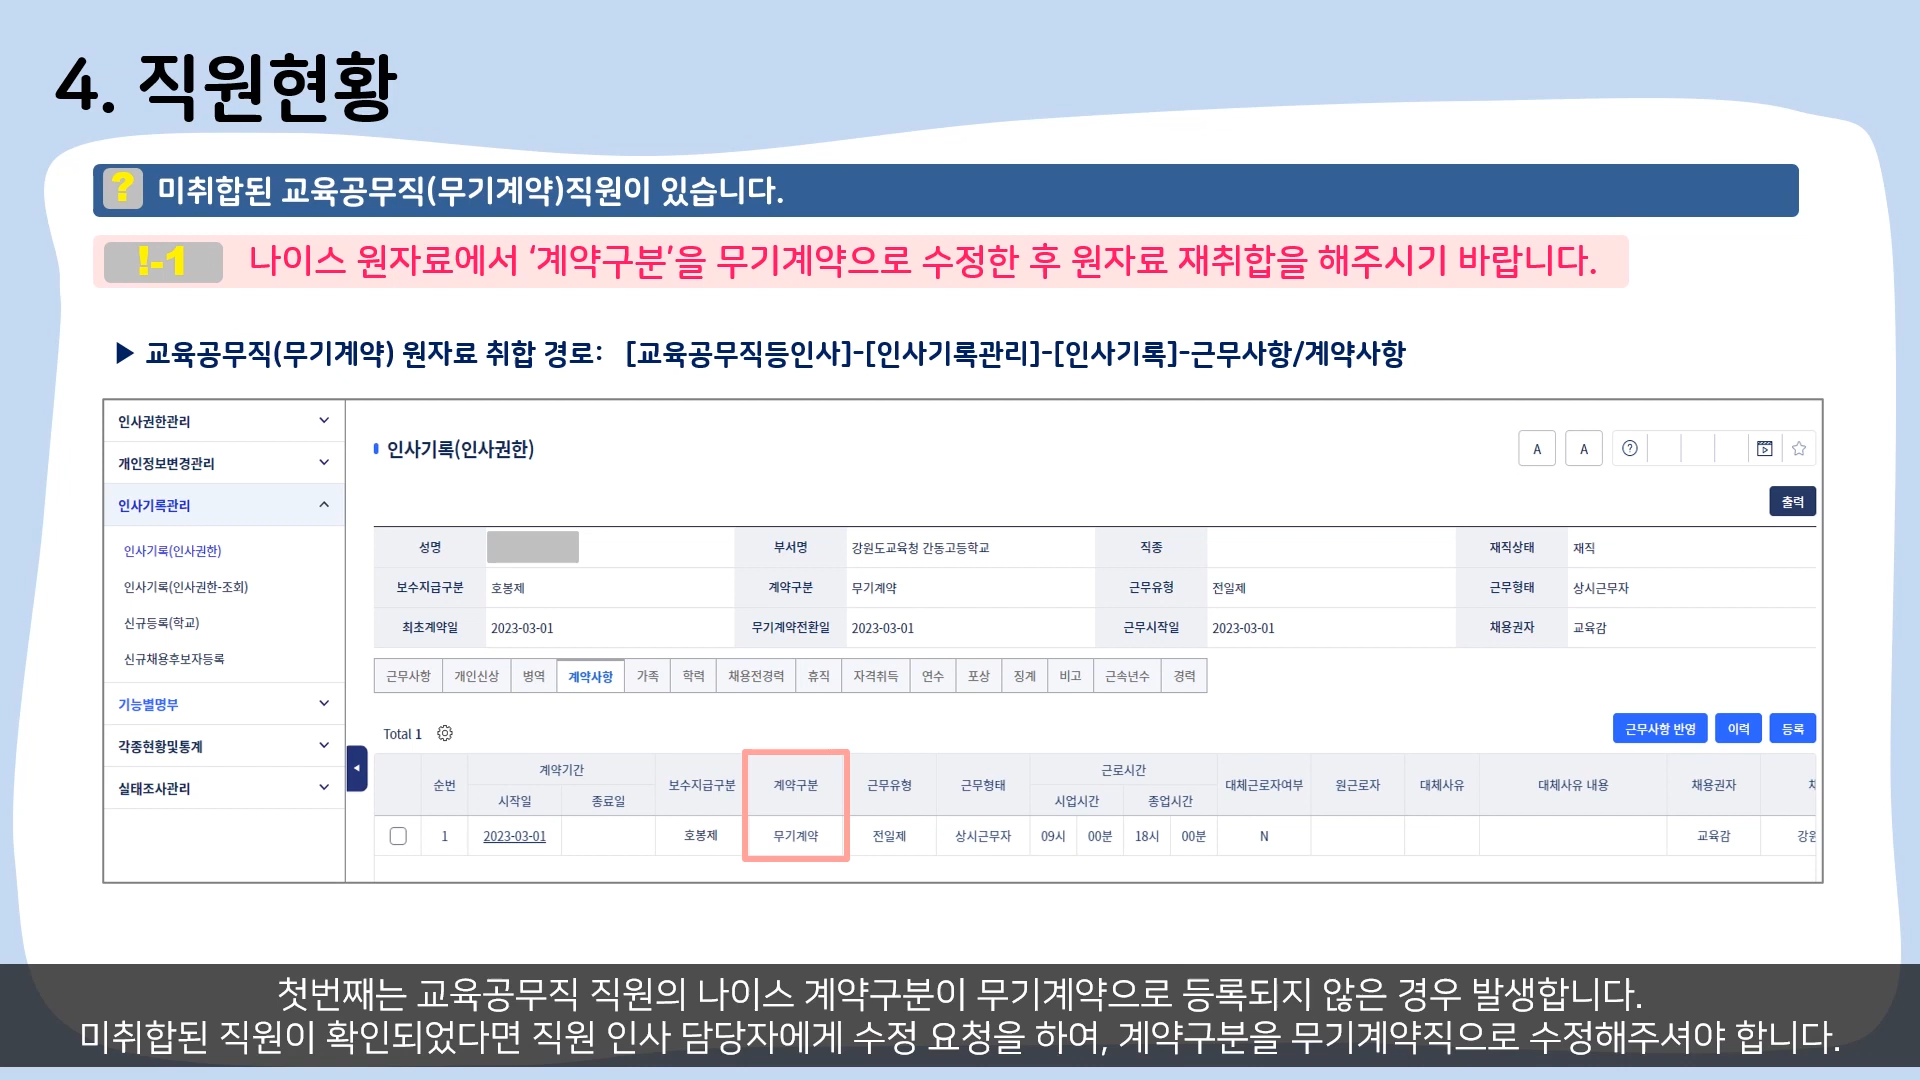 4. 직원현황
? 미취합된 교육공무직(무기계약)직원이 있습니다.
!-1 나이스 원자료에서 ‘계약구분’을 무기계약으로 수정한 후 원자료 재취합을 해주시기 바랍니다.
▶ 교육공무직(무기계약) 원자료 취합 경로: [교육공무직등인사]-[인사기록관리]-[인사기록]-근무사항/계약사항
인사권한관리
개인정보변경관리
인사기록관리
인사기록(인사권한)
인사기록(인사권한-조회)
신규등록(학교)
신규채용후보자등록
기능별명부
각종현황및통계
실태조사관리
인사기록(인사권한)
A A ?
출력
성명 부서명 강원도교육청 간동고등학교 직종 재직상태 재직
보수지급구분 호봉제 계약구분 무기계약 근무유형 전일제 근무형태 상시근무자
최초계약일 2023-03-01 무기계약전환일 2023-03-01 근무시작일 2023-03-01 채용권자 교육감
근무사항 개인신상 병역 계약사항 가족 학력 채용전경력 휴직 자격취득 연수 포상 징계 비고 근속년수 경력
Total 1 근무사항 반영 이력 등록
순번 계약기간 보수지급구분 계약구분 근무유형 근무형태 근로시간 대체근로자여부 원근로자 대체사유 대체사유 내용 채용권자
시작일 종료일 시업시간 종업시간
1 2023-03-01 호봉제 무기계약 전일제 상시근무자 09시 00분 18시 00분 N 교육감
첫번째는 교육공무직 직원의 나이스 계약구분이 무기계약으로 등록되지 않은 경우 발생합니다.
미취합된 직원이 확인되었다면 직원 인사 담당자에게 수정 요청을 하여, 계약구분을 무기계약직으로 수정해주셔야 합니다.